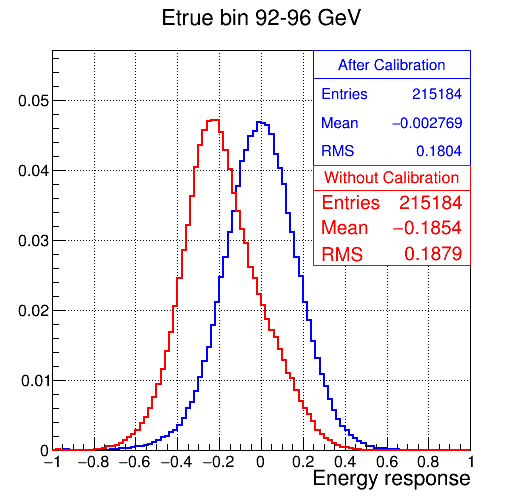 Etrue bin 92-96 GeV
After Calibration
Entries 215184
Mean −0.002769
RMS 0.1804
Without Calibration
Entries 215184
Mean −0.1854
RMS 0.1879
0.05
0.04
0.03
0.02
0.01
0
−1 −0.8 −0.6 −0.4 −0.2 0 0.2 0.4 0.6 0.8 1
Energy response